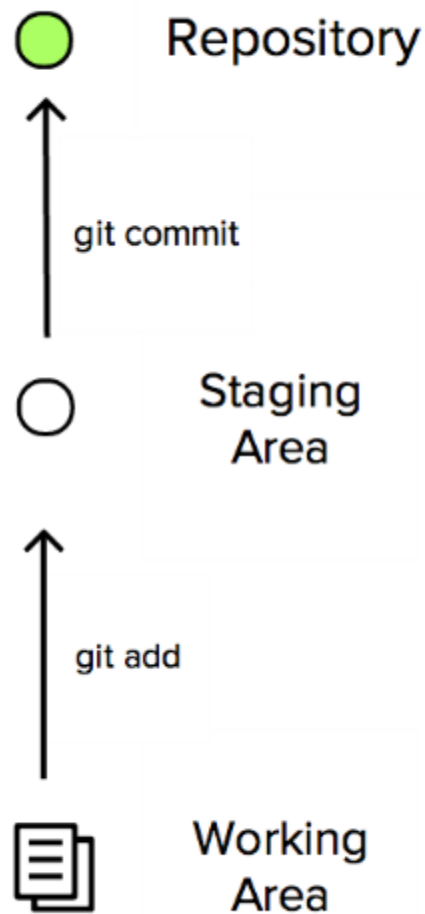 Repository
git commit
Staging
Area
git add
Working
Area